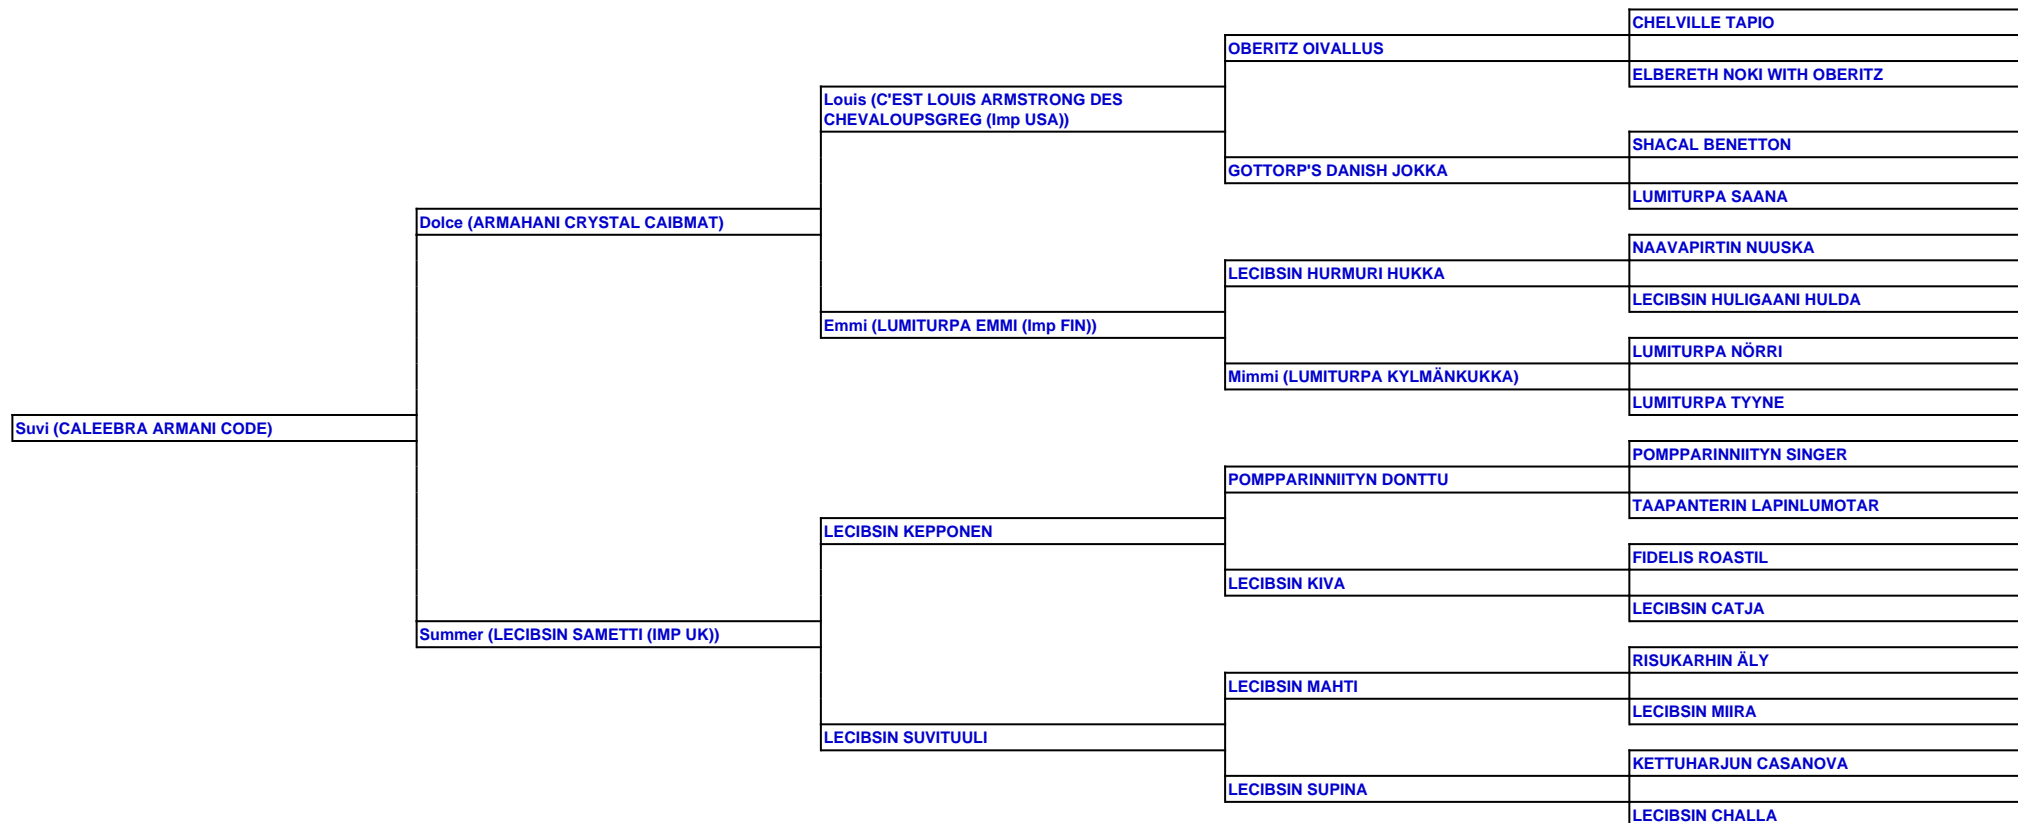 CHELVILLE TAPIO
OBERITZ OIVALLUS
ELBERETH NOKI WITH OBERITZ
Louis (C'EST LOUIS ARMSTRONG DES
CHEVALOUPSGREG (Imp USA))
SHACAL BENETTON
GOTTORP'S DANISH JOKKA
LUMITURPA SAANA
Dolce (ARMAHANI CRYSTAL CAIBMAT)
NAAVAPIRTIN NUUSKA
LECIBSIN HURMURI HUKKA
LECIBSIN HULIGAANI HULDA
Emmi (LUMITURPA EMMI (Imp FIN))
LUMITURPA NÖRRI
Mimmi (LUMITURPA KYLMÄNKUKKA)
LUMITURPA TYYNE
Suvi (CALEEBRA ARMANI CODE)
POMPPARINNIITYN SINGER
POMPPARINNIITYN DONTTU
TAAPANTERIN LAPINLUMOTAR
LECIBSIN KEPPONEN
FIDELIS ROASTIL
LECIBSIN KIVA
LECIBSIN CATJA
Summer (LECIBSIN SAMETTI (IMP UK))
RISUKARHIN ÄLY
LECIBSIN MAHTI
LECIBSIN MIIRA
LECIBSIN SUVITUULI
KETTUHARJUN CASANOVA
LECIBSIN SUPINA
LECIBSIN CHALLA